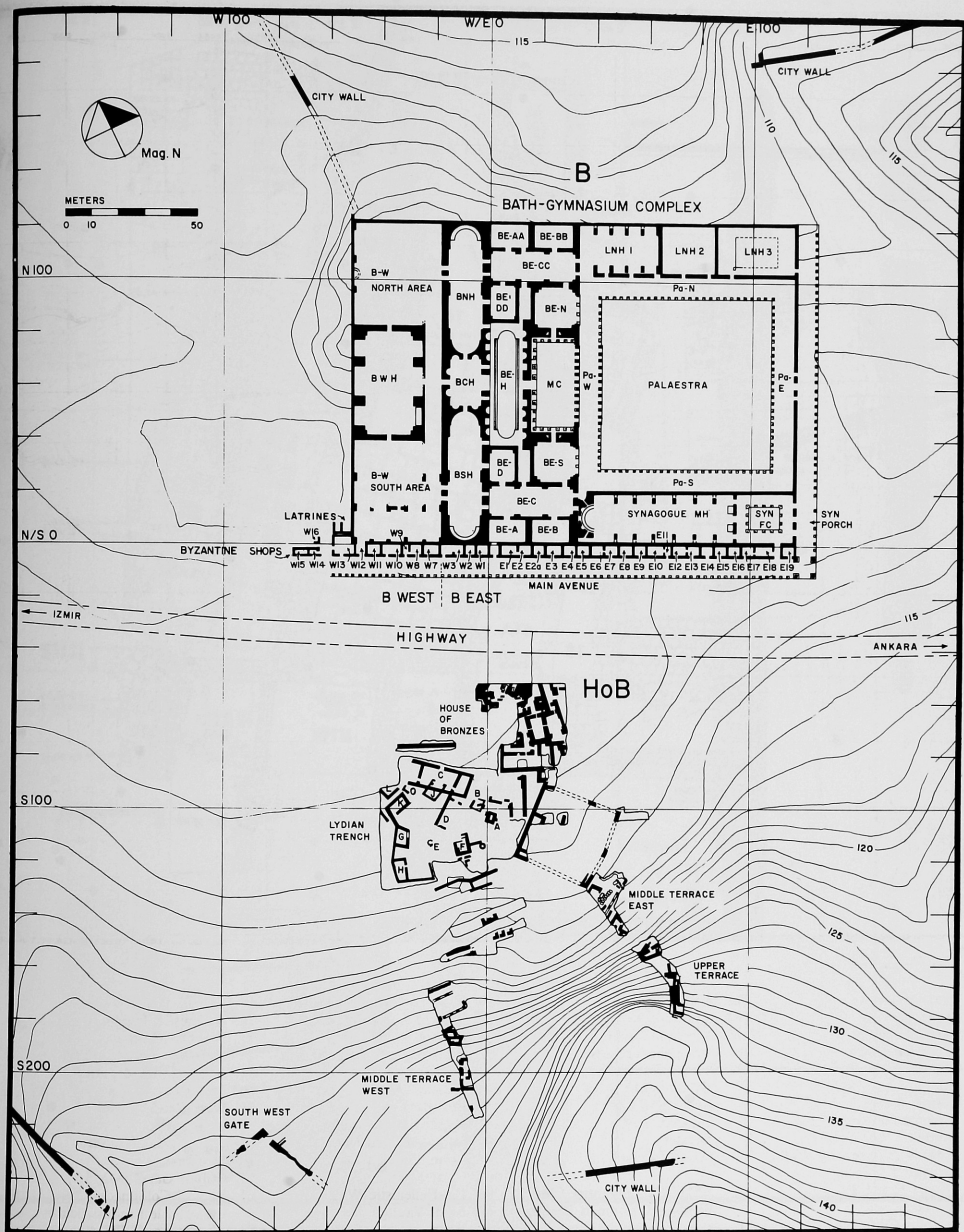 W 100
W/E 0
E 100
115
CITY WALL
CITY WALL
110
115
Mag. N
METERS
0 10 50
B
BATH-GYMNASIUM COMPLEX
BE-AA
BE-BB
LNH 1
LNH 2
LNH 3
N 100
B-W
NORTH AREA
BNH
BE-CC
Pa-N
BE-
DD
BE-N
B W H
BCH
BE-
H
MC
Pa-
W
PALAESTRA
Pa-
E
B-W
SOUTH AREA
BSH
BE-
D
BE-S
Pa-S
BE-C
SYNAGOGUE MH
SYN
FC
SYN
PORCH
LATRINES
BE-A
BE-B
N/S 0
W16
W9
E11
BYZANTINE SHOPS
W15 W14 W13 W12 W11 W10 W8 W7 W3 W2 W1 E1 E2 E2a E3 E4 E5 E6 E7 E8 E9 E10 E12 E13 E14 E15 E16 E17 E18 E19
MAIN AVENUE
B WEST
B EAST
IZMIR
115
HIGHWAY
ANKARA
HoB
HOUSE
OF
BRONZES
C
B
O
J
K
S100
D
A
LYDIAN
TRENCH
G
CE
F
H
120
MIDDLE TERRACE
EAST
125
UPPER
TERRACE
130
S200
MIDDLE TERRACE
WEST
SOUTH WEST
GATE
135
CITY WALL
140